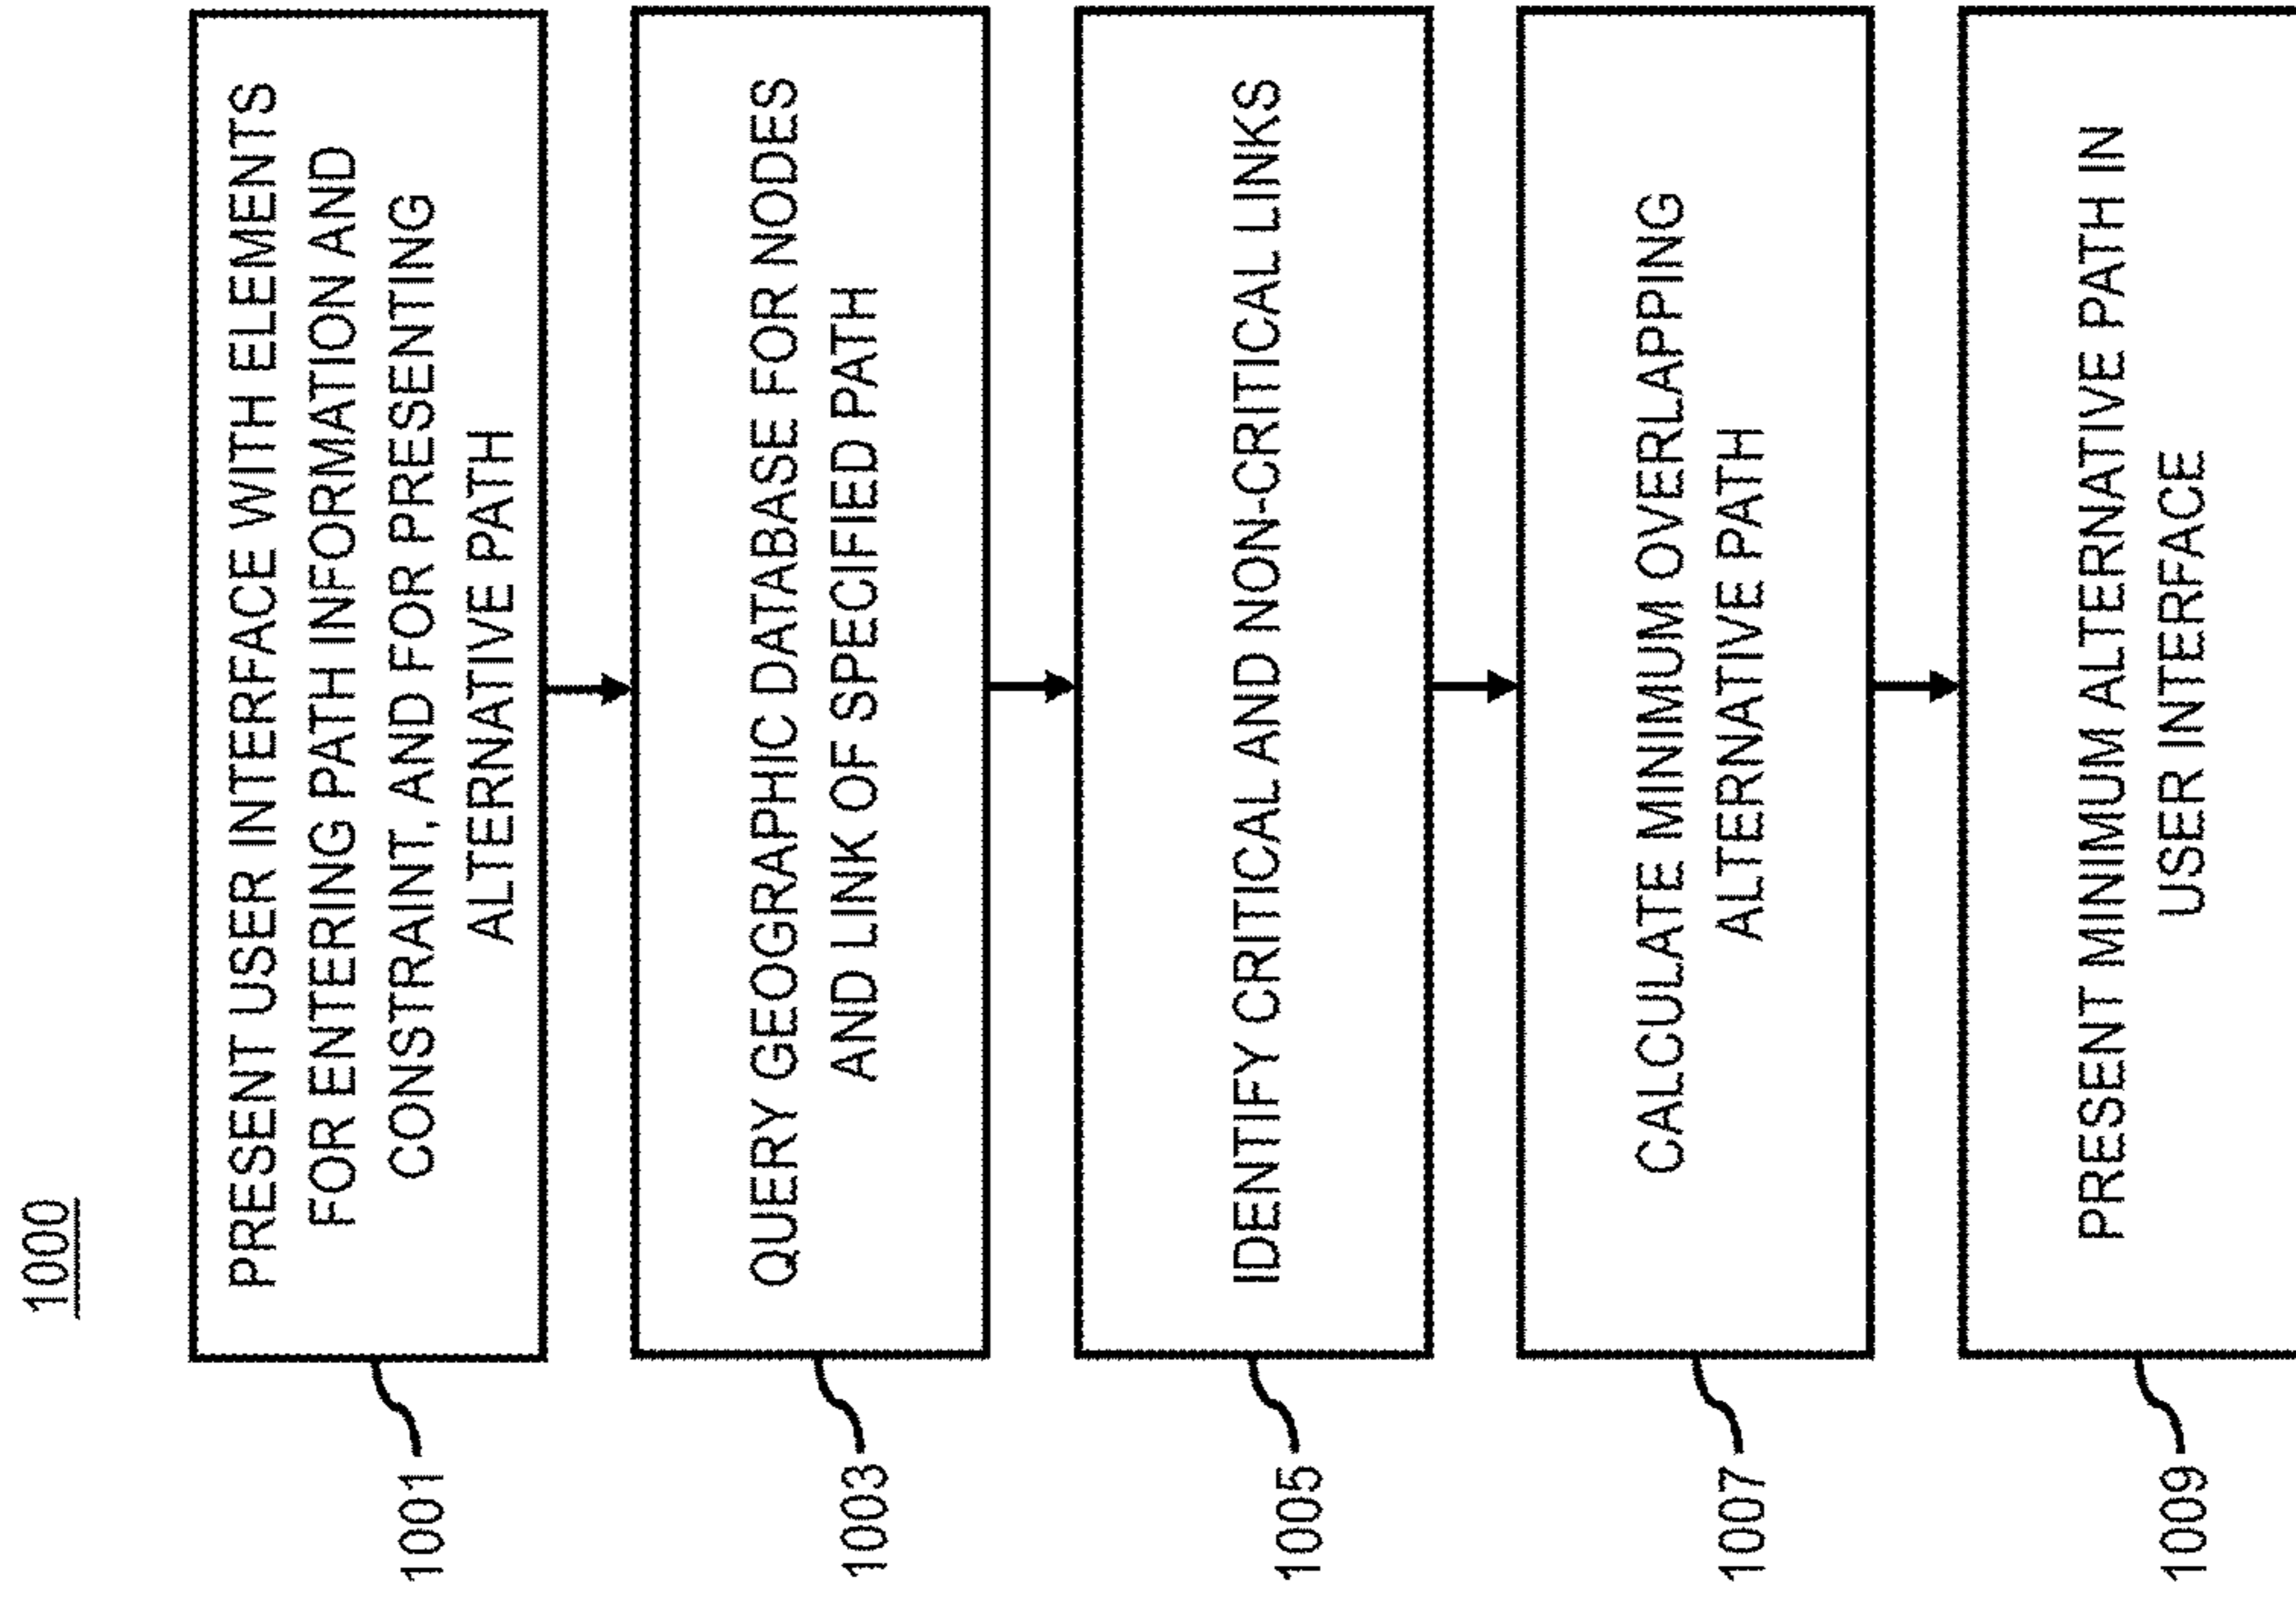 1000
1001
PRESENT USER INTERFACE WITH ELEMENTS
FOR ENTERING PATH INFORMATION AND
CONSTRAINT, AND FOR PRESENTING
ALTERNATIVE PATH
1003
QUERY GEOGRAPHIC DATABASE FOR NODES
AND LINK OF SPECIFIED PATH
1005
IDENTIFY CRITICAL AND NON-CRITICAL LINKS
1007
CALCULATE MINIMUM OVERLAPPING
ALTERNATIVE PATH
1009
PRESENT MINIMUM ALTERNATIVE PATH IN
USER INTERFACE